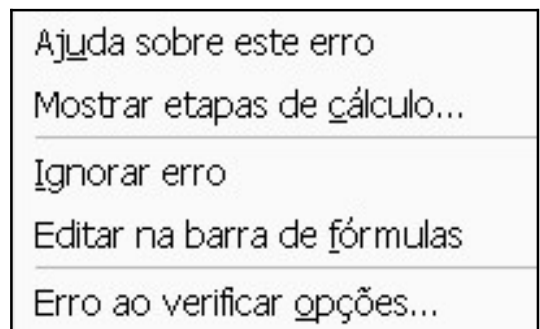 Ajuda sobre este erro
Mostrar etapas de cálculo...
Ignorar erro
Editar na barra de fórmulas
Erro ao verificar opções...